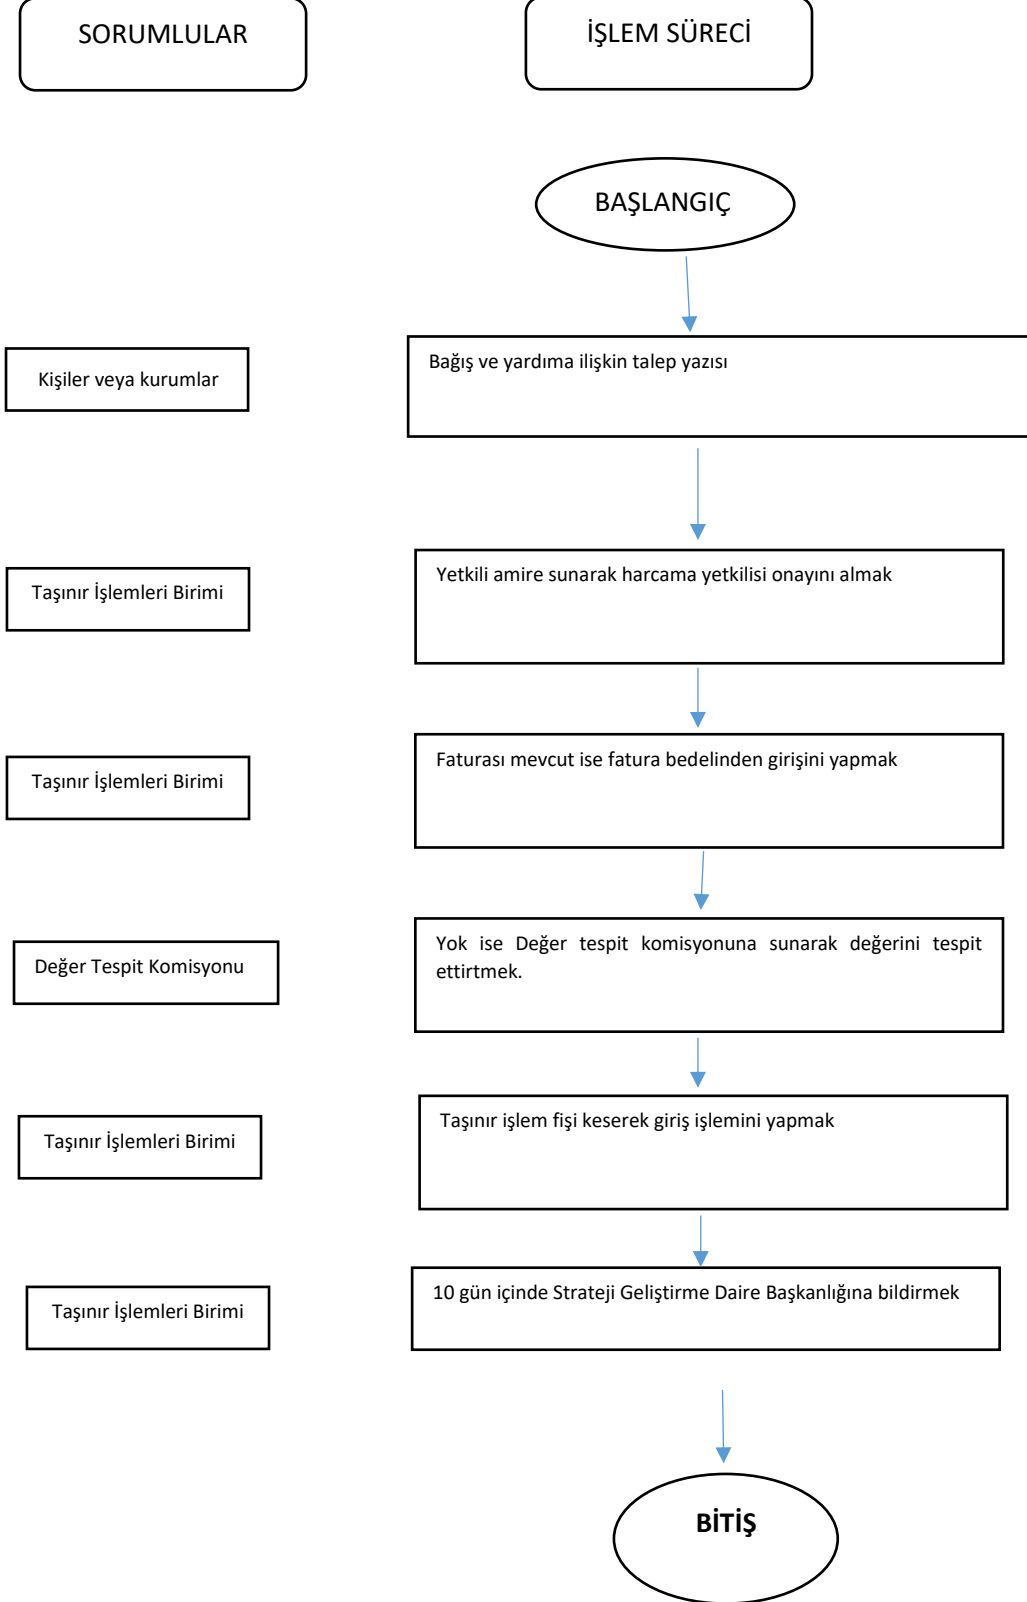 SORUMLULAR
İŞLEM SÜRECİ
BAŞLANGIÇ
Kişiler veya kurumlar
Bağış ve yardıma ilişkin talep yazısı
Taşınır İşlemleri Birimi
Yetkili amire sunarak harcama yetkilisi onayını almak
Taşınır İşlemleri Birimi
Faturası mevcut ise fatura bedelinden girişini yapmak
Değer Tespit Komisyonu
Yok ise Değer tespit komisyonuna sunarak değerini tespit
ettirtmek.
Taşınır İşlemleri Birimi
Taşınır işlem fişi keserek giriş işlemini yapmak
Taşınır İşlemleri Birimi
10 gün içinde Strateji Geliştirme Daire Başkanlığına bildirmek
BİTİŞ